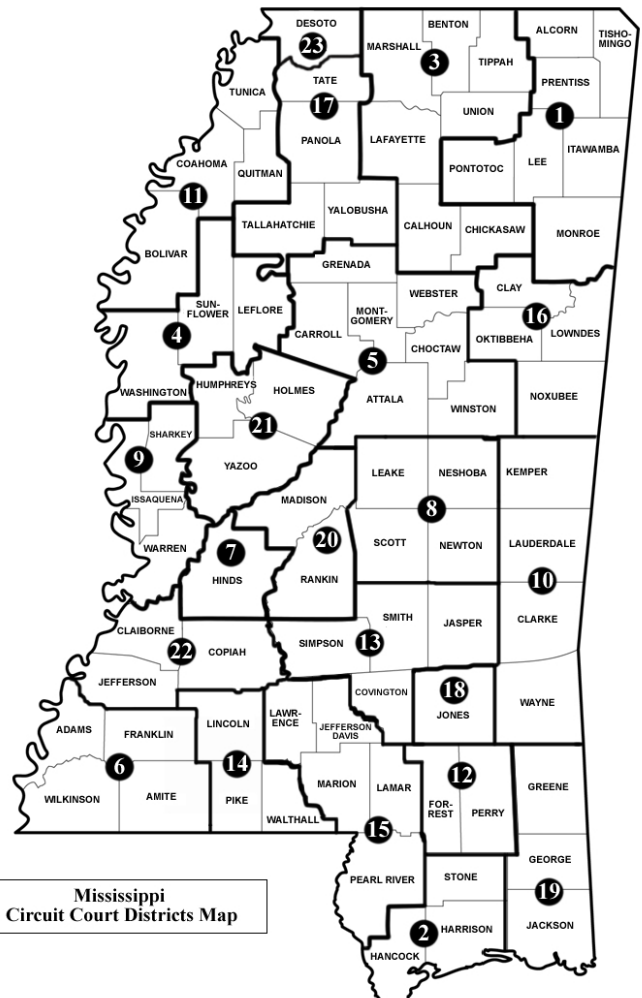 DESOTO
23
MARSHALL
BENTON
3
TIPPAH
ALCORN
TISHO-
MINGO
PRENTISS
1
TATE
17
TUNICA
UNION
PANOLA
LAFAYETTE
PONTOTOC
LEE
ITAWAMBA
COAHOMA
QUITMAN
11
TALLAHATCHIE
YALOBUSHA
CALHOUN
CHICKASAW
MONROE
BOLIVAR
GRENADA
WEBSTER
CLAY
SUN-
FLOWER
LEFLORE
MONT-
GOMERY
16
LOWNDES
CARROLL
OKTIBBEHA
4
CHOCTAW
5
HUMPHREYS
HOLMES
WASHINGTON
ATTALA
WINSTON
NOXUBEE
21
SHARKEY
9
YAZOO
LEAKE
NESHOBA
KEMPER
ISSAQUENA
MADISON
8
WARREN
7
HINDS
20
RANKIN
SCOTT
NEWTON
LAUDERDALE
10
CLAIBORNE
22
COPIAH
SIMPSON
13
SMITH
JASPER
CLARKE
JEFFERSON
COVINGTON
18
JONES
WAYNE
ADAMS
FRANKLIN
LINCOLN
LAWR-
ENCE
JEFFERSON
DAVIS
6
14
MARION
LAMAR
12
GREENE
WILKINSON
AMITE
PIKE
WALTHALL
FOR-
REST
PERRY
15
GEORGE
PEARL RIVER
STONE
19
JACKSON
2
HARRISON
HANCOCK
Mississippi
Circuit Court Districts Map